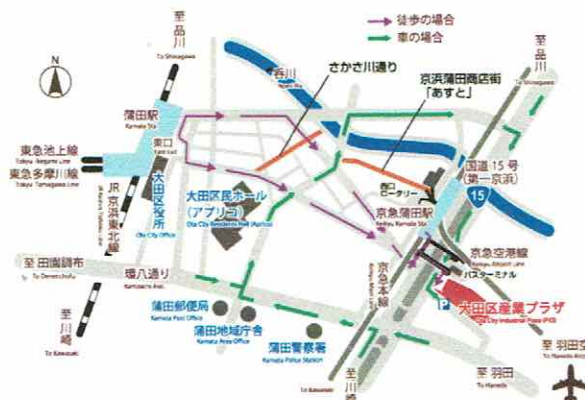 徒歩の場合
車の場合
至品川
To Shinagawa
N
さかさ川通り
呑川
京浜蒲田商店街
「あすと」
至品川
To Shinagawa
蒲田駅
Kamata Sta.
東口
East Exit
東急池上線
Tokyu Ikegami Line
東急多摩川線
Tokyu Tamagawa Line
JR京浜東北線
大田区役所
Ota City Office
大田区民ホール
(アプリコ)
Ota City Residents Hall (Aprico)
西口
ロータリー
国道15号
(第一京浜)
15
京急蒲田駅
Keikyu Kamata Sta.
京急空港線
Keikyu Airport Line
バスターミナル
至田園調布
To Denenchofu
環八通り
京急本線
Keikyu Main Line
P
大田区産業プラザ
Ota City Industrial Plaza (PiO)
蒲田郵便局
Kamata Post Office
蒲田地域庁舎
Kamata Area Office
蒲田警察署
Kamata Police Station
至川崎
To Kawasaki
至川崎
To Kawasaki
至羽田
To Haneda
至羽田空
To Haneda